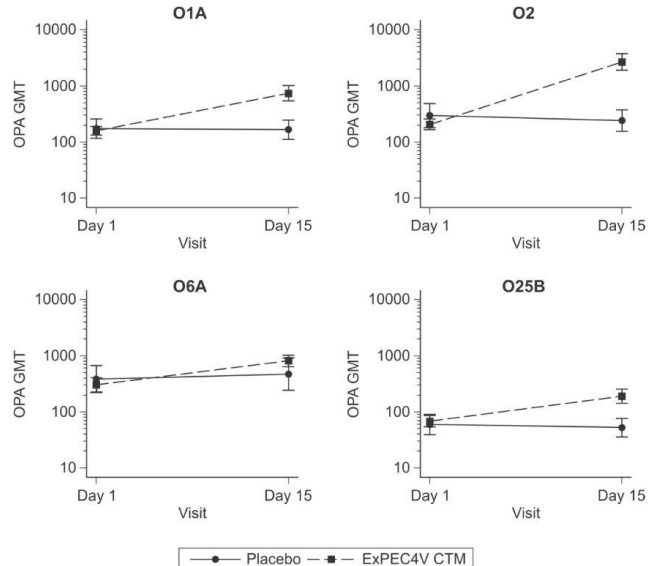 O1A
OPA GMT
10000
1000
100
10
Day 1
Day 15
Visit
O2
OPA GMT
10000
1000
100
10
Day 1
Day 15
Visit
O6A
OPA GMT
10000
1000
100
10
Day 1
Day 15
Visit
O25B
OPA GMT
10000
1000
100
10
Day 1
Day 15
Visit
Placebo
ExPEC4V CTM